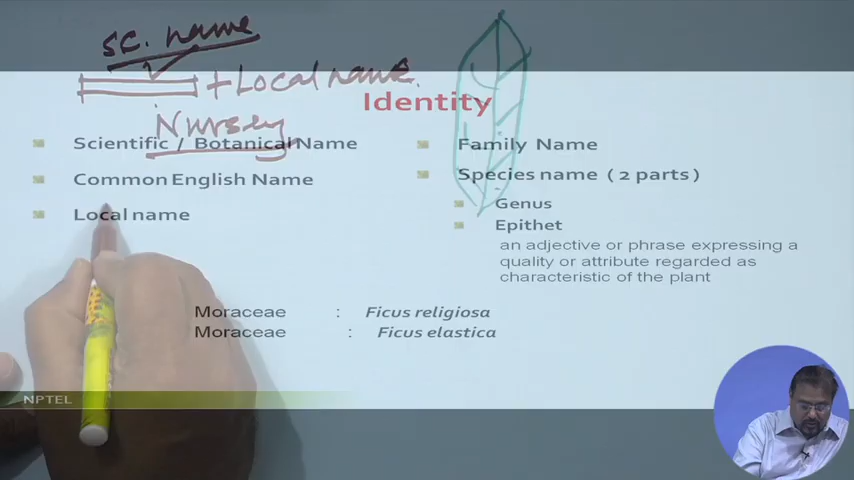 sc. name
+ Local name
Identity
Nursey
Scientific / Botanical Name
Common English Name
Local name
Family Name
Species name ( 2 parts )
Genus
Epithet
an adjective or phrase expressing a
quality or attribute regarded as
characteristic of the plant
Moraceae : Ficus religiosa
Moraceae : Ficus elastica
NPTEL